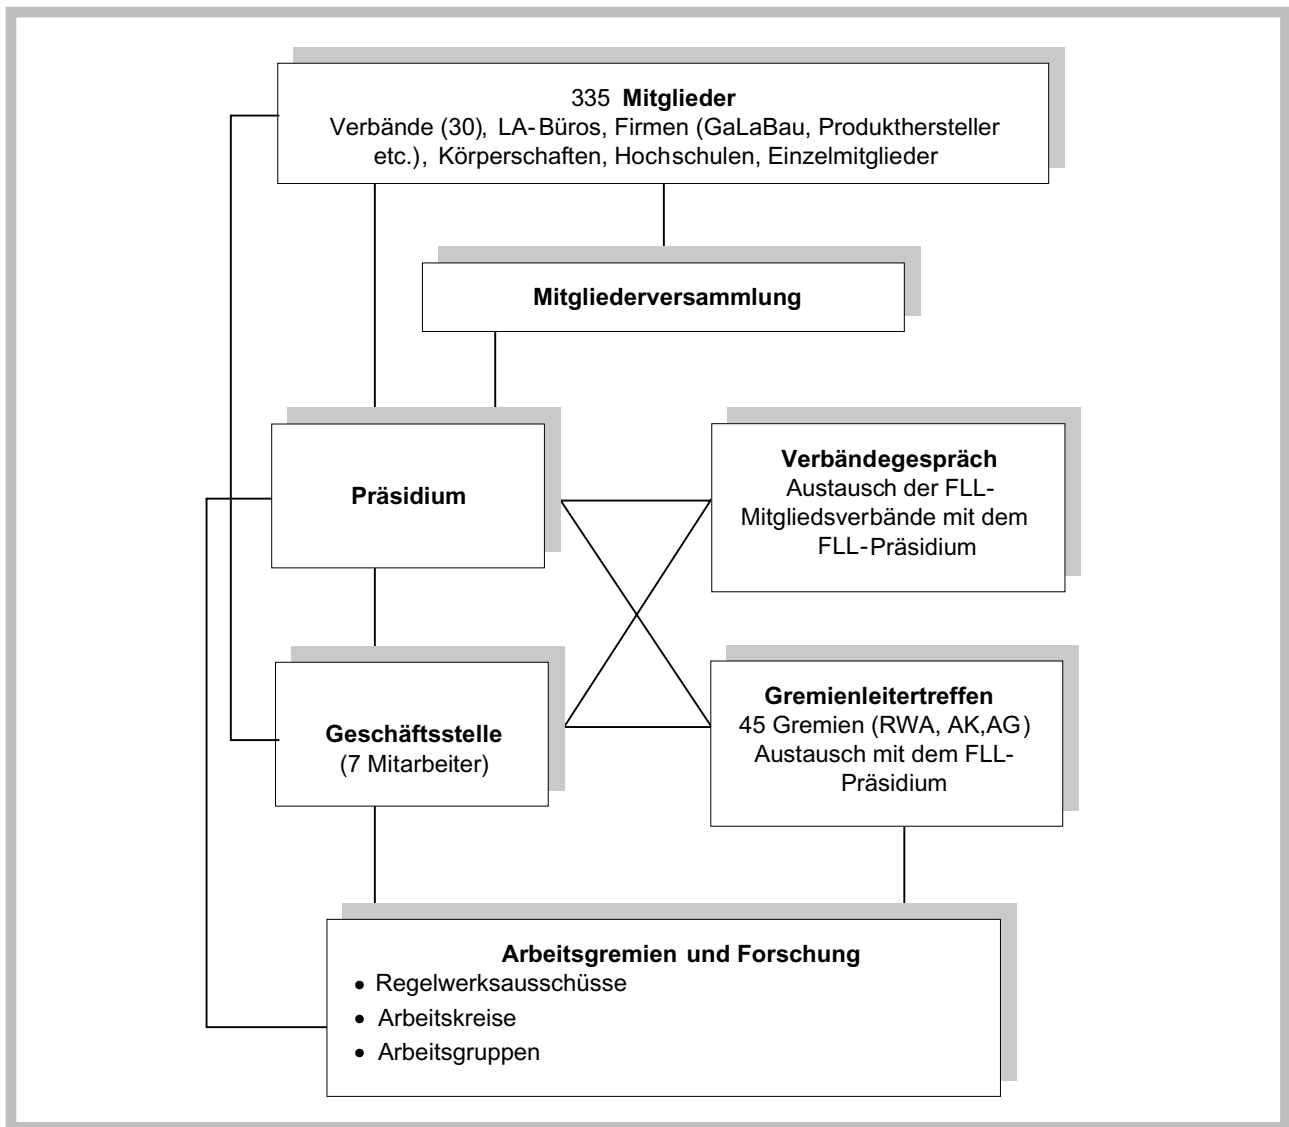 335 Mitglieder
Verbände (30), LA-Büros, Firmen (GaLaBau, Produkthersteller
etc.), Körperschaften, Hochschulen, Einzelmitglieder
Mitgliederversammlung
Präsidium
Verbändegespräch
Austausch der FLL-
Mitgliedsverbände mit dem
FLL-Präsidium
Geschäftsstelle
(7 Mitarbeiter)
Gremienleitertreffen
45 Gremien (RWA, AK,AG)
Austausch mit dem FLL-
Präsidium
Arbeitsgremien und Forschung
• Regelwerksausschüsse
• Arbeitskreise
• Arbeitsgruppen